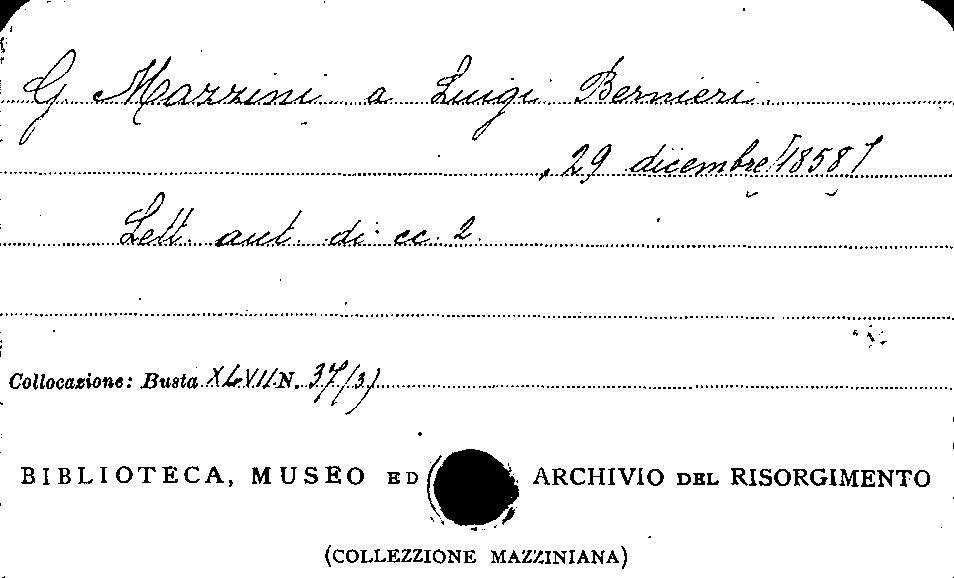 G. Mazzini a Luigi Bernieri.
, 29 dicembre [1858]
Lett. aut. di cc. 2.
Collocazione: Busta XLVII N. 37/3)
BIBLIOTECA, MUSEO ED ARCHIVIO DEL RISORGIMENTO
(COLLEZZIONE MAZZINIANA)